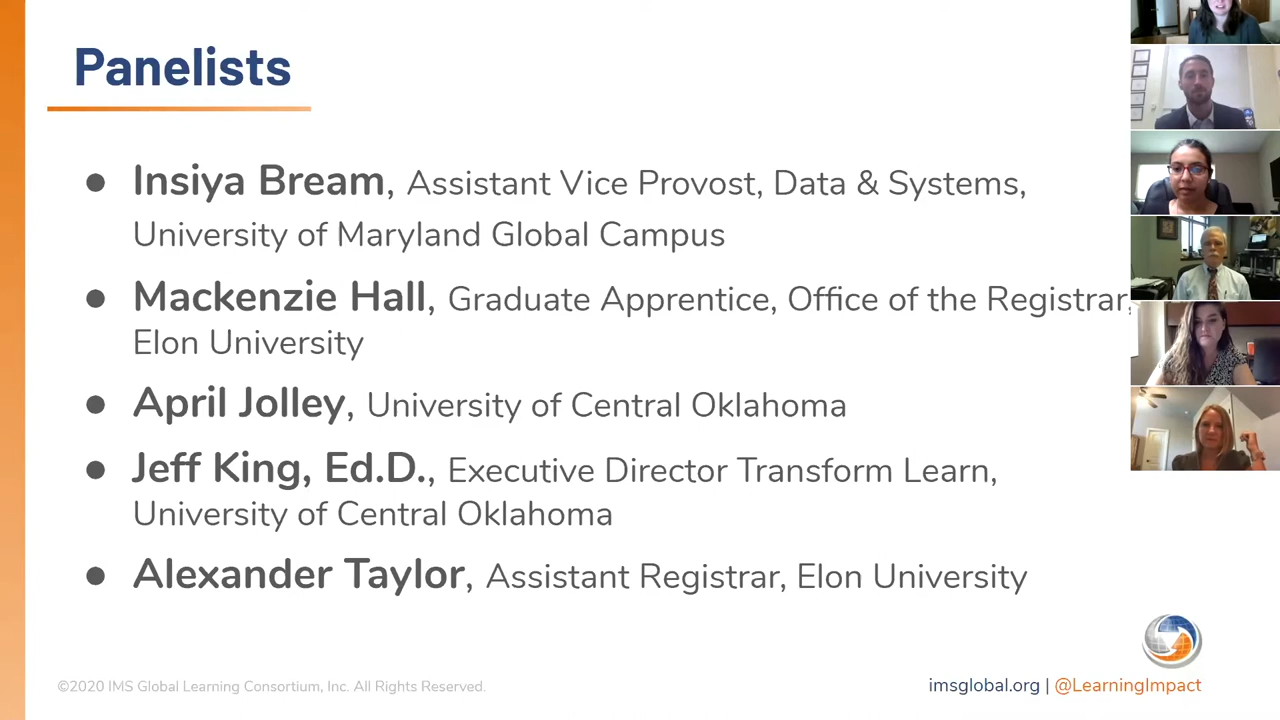 Panelists
● Insiya Bream, Assistant Vice Provost, Data & Systems,
University of Maryland Global Campus
● Mackenzie Hall, Graduate Apprentice, Office of the Registrar,
Elon University
● April Jolley, University of Central Oklahoma
● Jeff King, Ed.D., Executive Director Transform Learn,
University of Central Oklahoma
● Alexander Taylor, Assistant Registrar, Elon University
©2020 IMS Global Learning Consortium, Inc. All Rights Reserved.
imsglobal.org | @LearningImpact